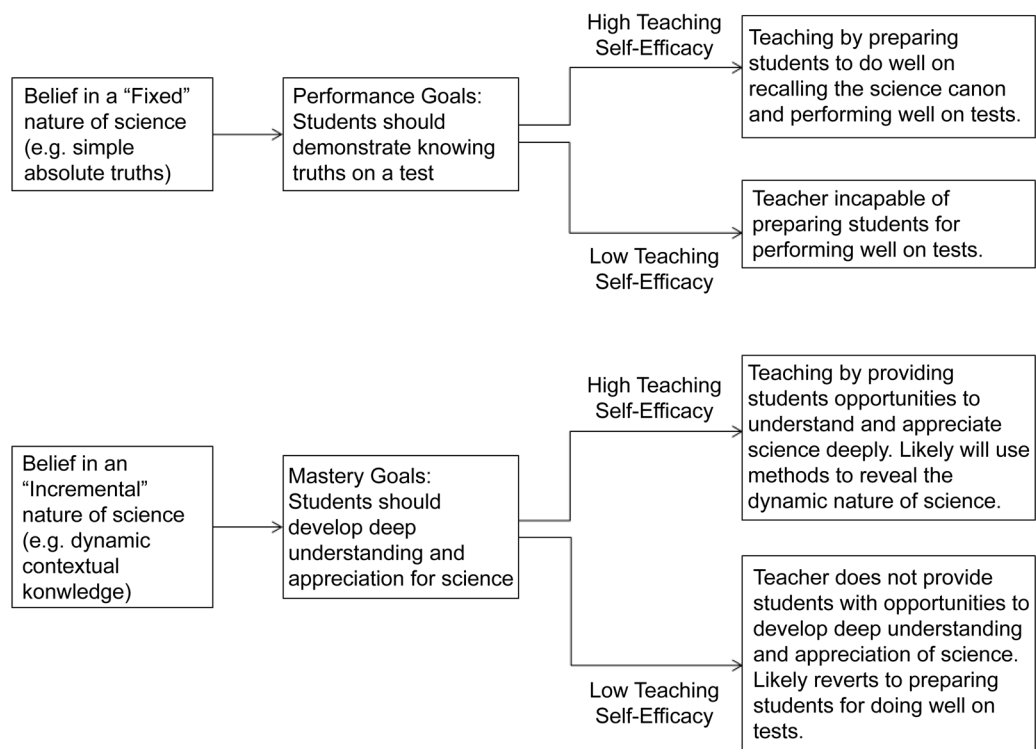 Belief in a “Fixed”
nature of science
(e.g. simple
absolute truths)
Performance Goals:
Students should
demonstrate knowing
truths on a test
High Teaching
Self-Efficacy
Teaching by preparing
students to do well on
recalling the science canon
and performing well on tests.
Low Teaching
Self-Efficacy
Teacher incapable of
preparing students for
performing well on tests.
Belief in an
“Incremental”
nature of science
(e.g. dynamic
contextual
konwledge)
Mastery Goals:
Students should
develop deep
understanding and
appreciation for science
High Teaching
Self-Efficacy
Teaching by providing
students opportunities to
understand and appreciate
science deeply. Likely will use
methods to reveal the
dynamic nature of science.
Low Teaching
Self-Efficacy
Teacher does not provide
students with opportunities to
develop deep understanding
and appreciation of science.
Likely reverts to preparing
students for doing well on
tests.